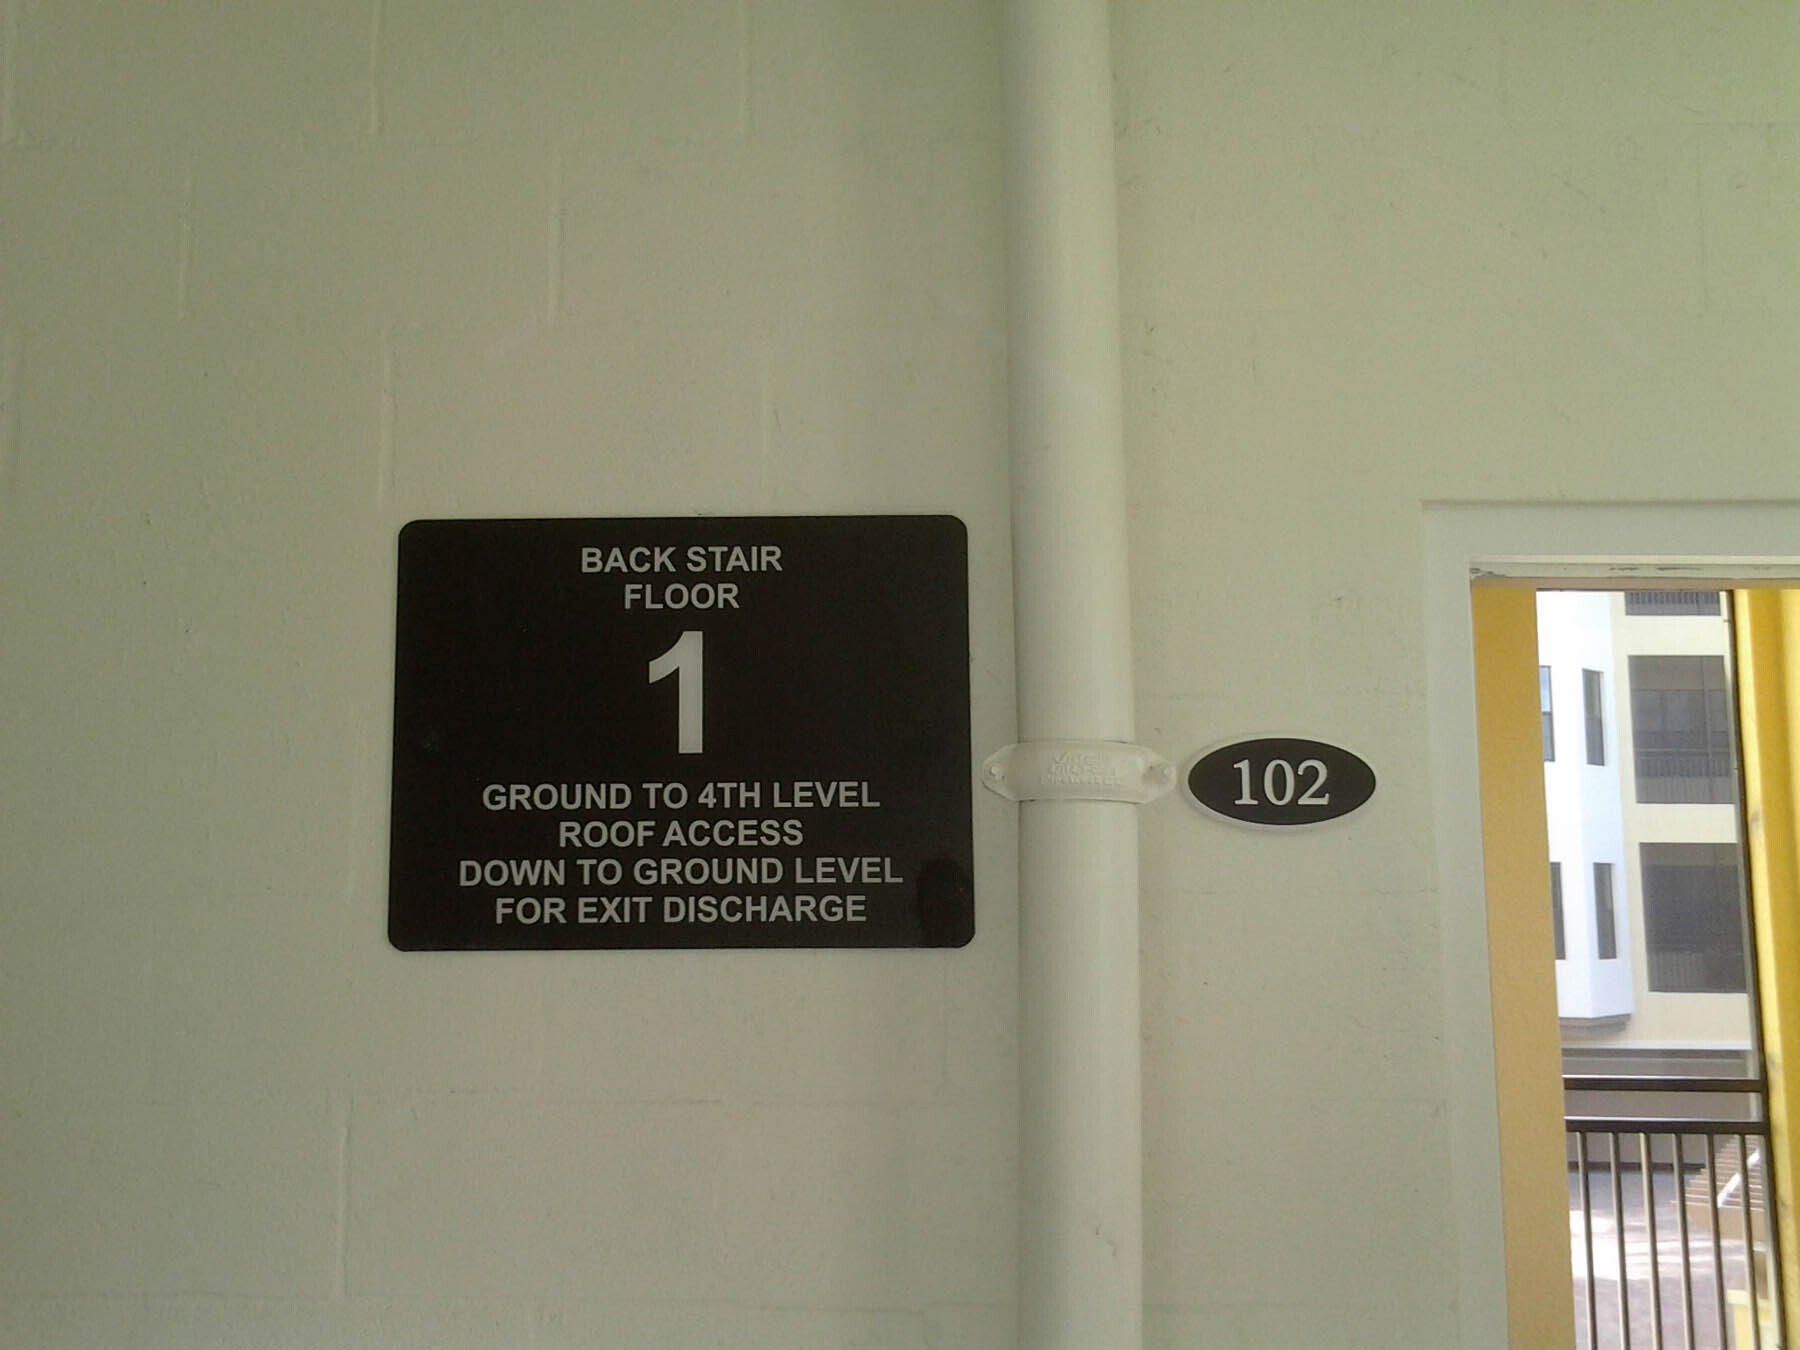 BACK STAIR
FLOOR
1
GROUND TO 4TH LEVEL
ROOF ACCESS
DOWN TO GROUND LEVEL
FOR EXIT DISCHARGE
102